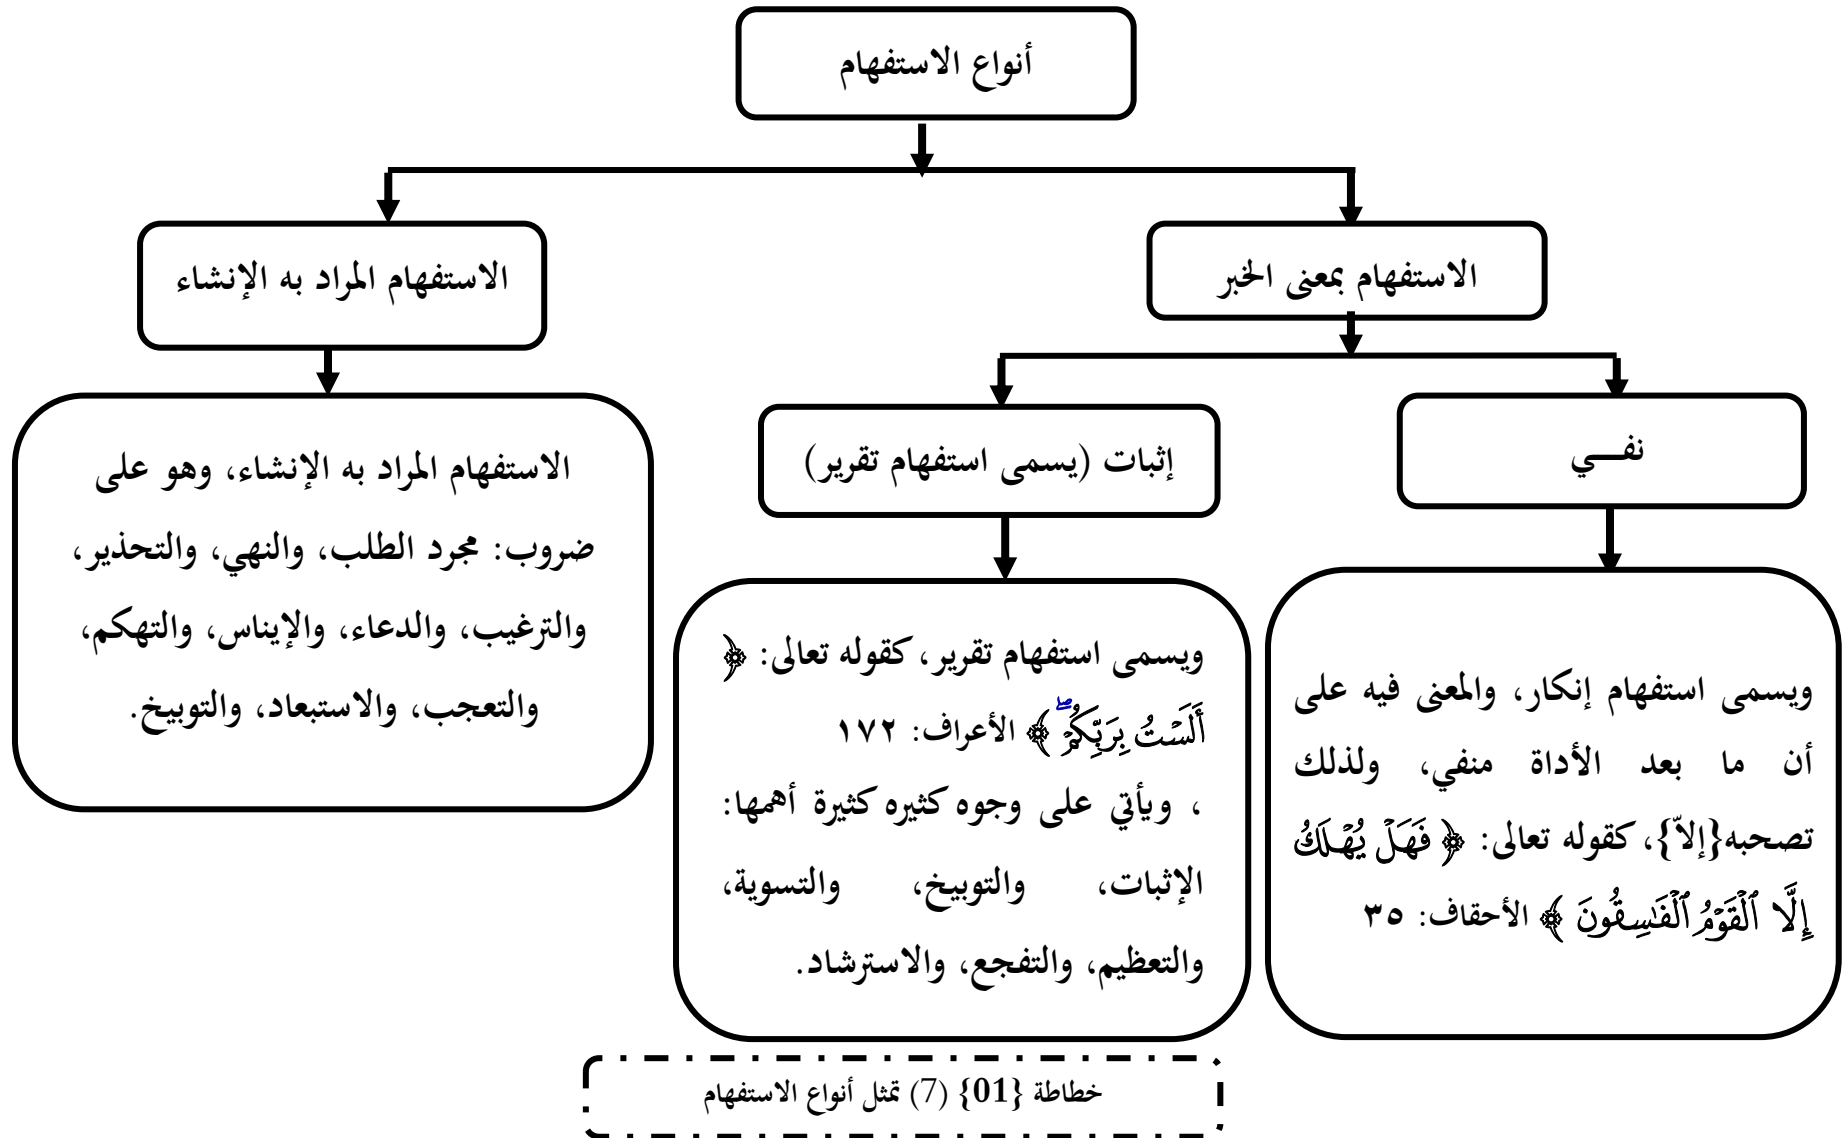 أنواع الاستفهام
الاستفهام بمعنى الخبر
الاستفهام المراد به الإنشاء
نفـــي
إثبات (يسمى استفهام تقرير)
ويسمى استفهام إنكار، والمعنى فيه على
أن ما بعد الأداة منفي، ولذلك
تصحبه{إلاّ}، كقوله تعالى: ﴿ فَهَلۡ يُهۡلَكُ
إِلَّا ٱلۡقَوۡمُ ٱلۡفَٰسِقُونَ ﴾ الأحقاف: ٣٥
ويسمى استفهام تقرير، كقوله تعالى: ﴿
أَلَسۡتُ بِرَبِّكُمۡۖ ﴾ الأعراف: ١٧٢
، ويأتي على وجوه كثيره كثيرة أهمها:
الإثبات، والتوبيخ، والتسوية،
والتعظيم، والتفجع، والاسترشاد.
الاستفهام المراد به الإنشاء، وهو على
ضروب: مجرد الطلب، والنهي، والتحذير،
والترغيب، والدعاء، والإيناس، والتهكم،
والتعجب، والاستبعاد، والتوبيخ.
خطاطة {01} (7) تمثل أنواع الاستفهام